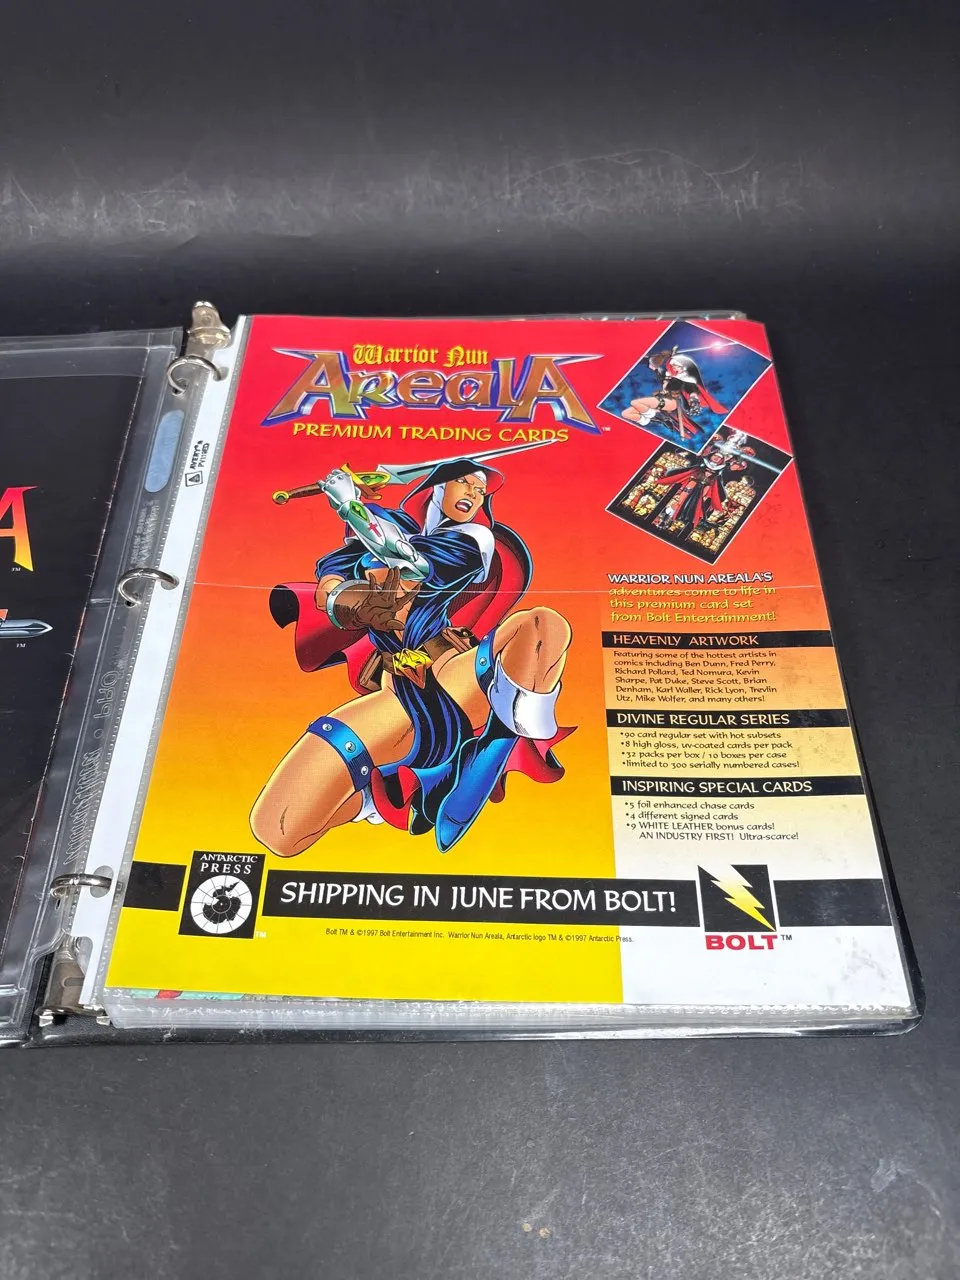 A
TM
TM
AVERY®
PV119ED
Warrior Nun
AreaLA
TM
PREMIUM TRADING CARDS
WARRIOR NUN AREALA'S
adventures come to life in
this premium card set
from Bolt Entertainment!
HEAVENLY ARTWORK
Featuring some of the hottest artists in
comics including Ben Dunn, Fred Perry,
Richard Pollard, Ted Nomura, Kevin
Sharpe, Pat Duke, Steve Scott, Brian
Denham, Karl Waller, Rick Lyon, Trevlin
Utz, Mike Wolfer, and many others!
DIVINE REGULAR SERIES
•90 card regular set with hot subsets
•8 high gloss, uv-coated cards per pack
•32 packs per box / 10 boxes per case
•limited to 300 serially numbered cases!
INSPIRING SPECIAL CARDS
•5 foil enhanced chase cards
•4 different signed cards
•9 WHITE LEATHER bonus cards!
AN INDUSTRY FIRST! Ultra-scarce!
ANTARCTIC
PRESS
TM
SHIPPING IN JUNE FROM BOLT!
BOLT TM
Bolt TM & ©1997 Bolt Entertainment Inc. Warrior Nun Areala, Antarctic logo TM & ©1997 Antarctic Press.